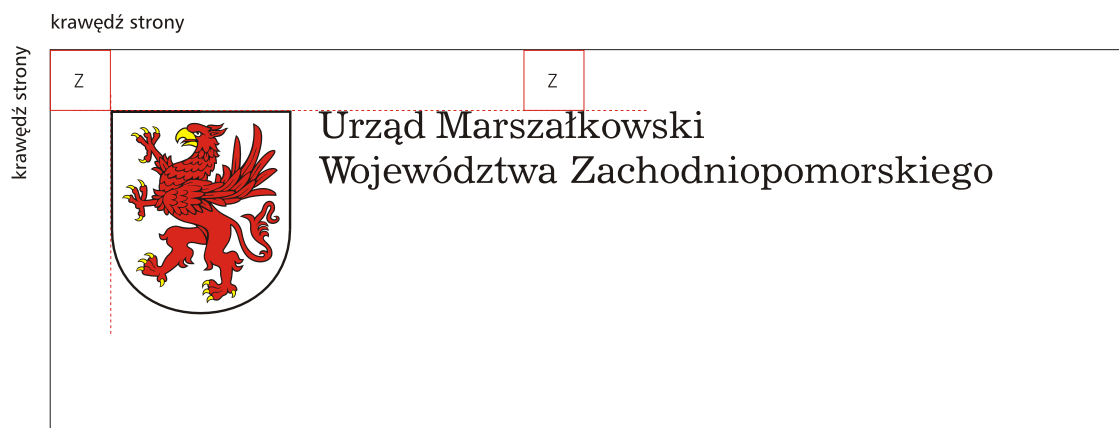 krawędź strony
krawędź strony
Z
Z
Urząd Marszałkowski
Województwa Zachodniopomorskiego